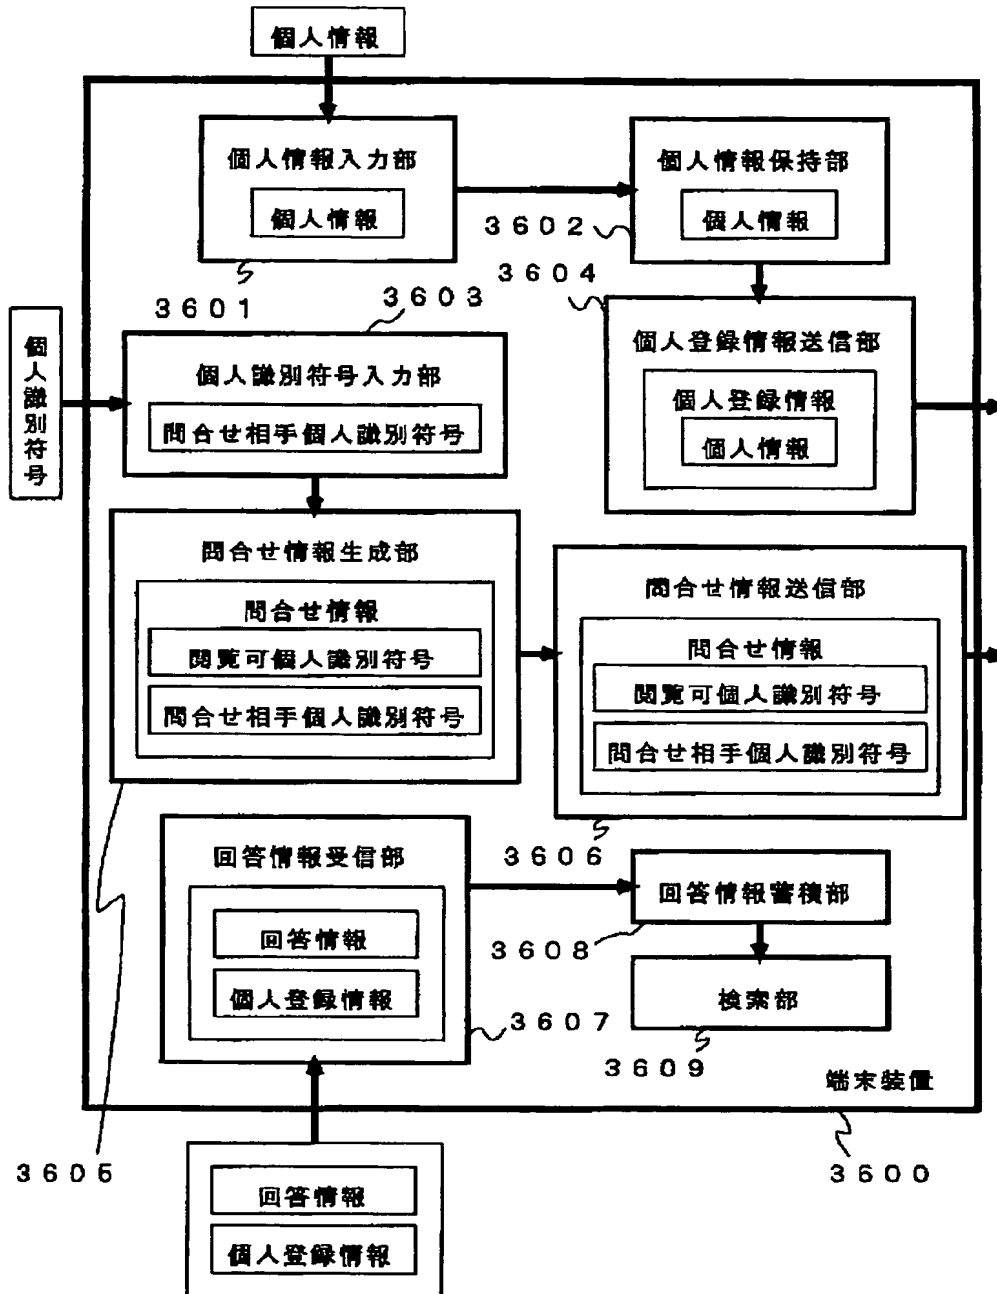 個人情報
個人情報入力部
個人情報
3601
個人情報保持部
個人情報
3602
3604
個人登録情報送信部
個人登録情報
個人情報
個人識別符号
3603
個人識別符号入力部
問合せ相手個人識別符号
問合せ情報生成部
問合せ情報
閲覧可個人識別符号
問合せ相手個人識別符号
問合せ情報送信部
問合せ情報
閲覧可個人識別符号
問合せ相手個人識別符号
3606
回答情報受信部
回答情報
個人登録情報
3607
回答情報蓄積部
3608
検索部
3609
端末装置
3600
3605
回答情報
個人登録情報